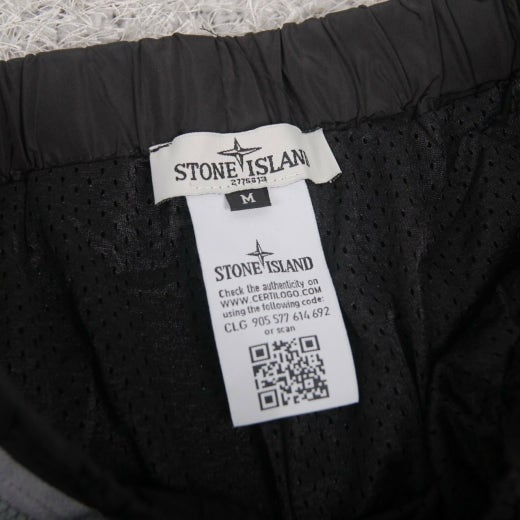 STONE ISLAND
2775813
M
STONE ISLAND
Check the authenticity on
WWW.CERTILOGO.COM
using the following code:
CLG 905 577 614 692
or scan